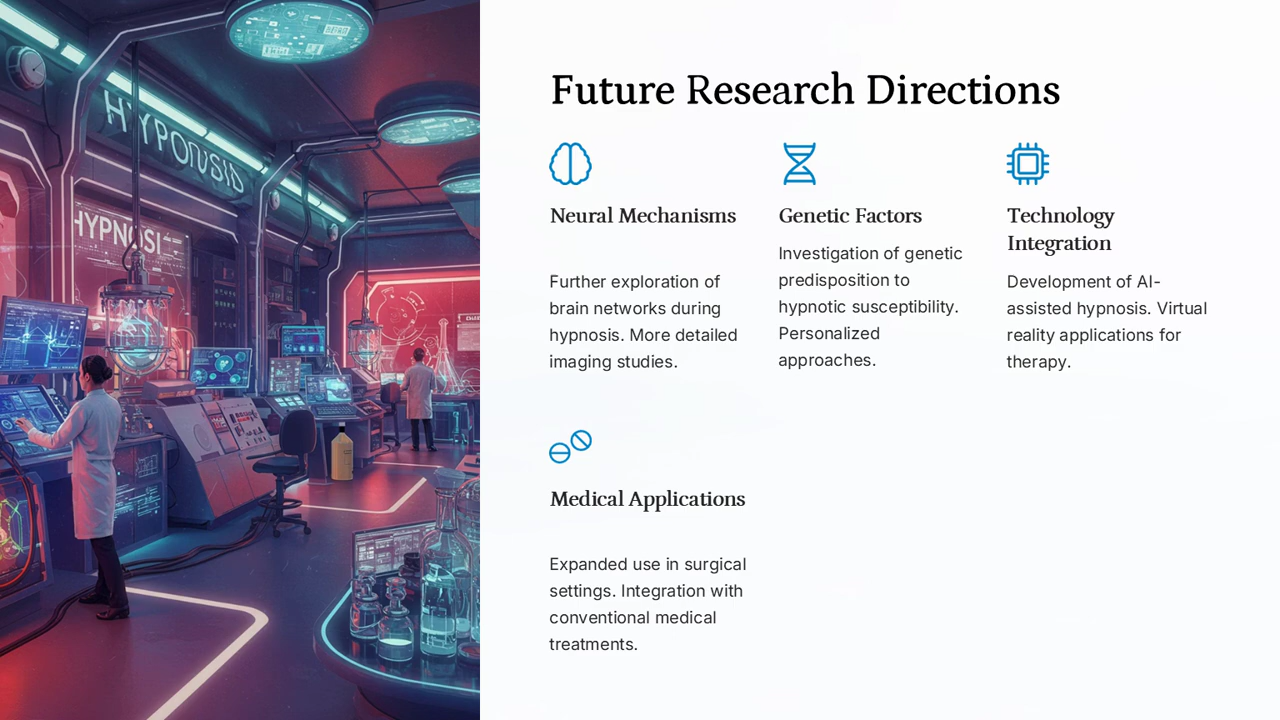 Future Research Directions
Neural Mechanisms
Further exploration of
brain networks during
hypnosis. More detailed
imaging studies.
Genetic Factors
Investigation of genetic
predisposition to
hypnotic susceptibility.
Personalized
approaches.
Technology
Integration
Development of AI-
assisted hypnosis. Virtual
reality applications for
therapy.
Medical Applications
Expanded use in surgical
settings. Integration with
conventional medical
treatments.
HYPNOSI